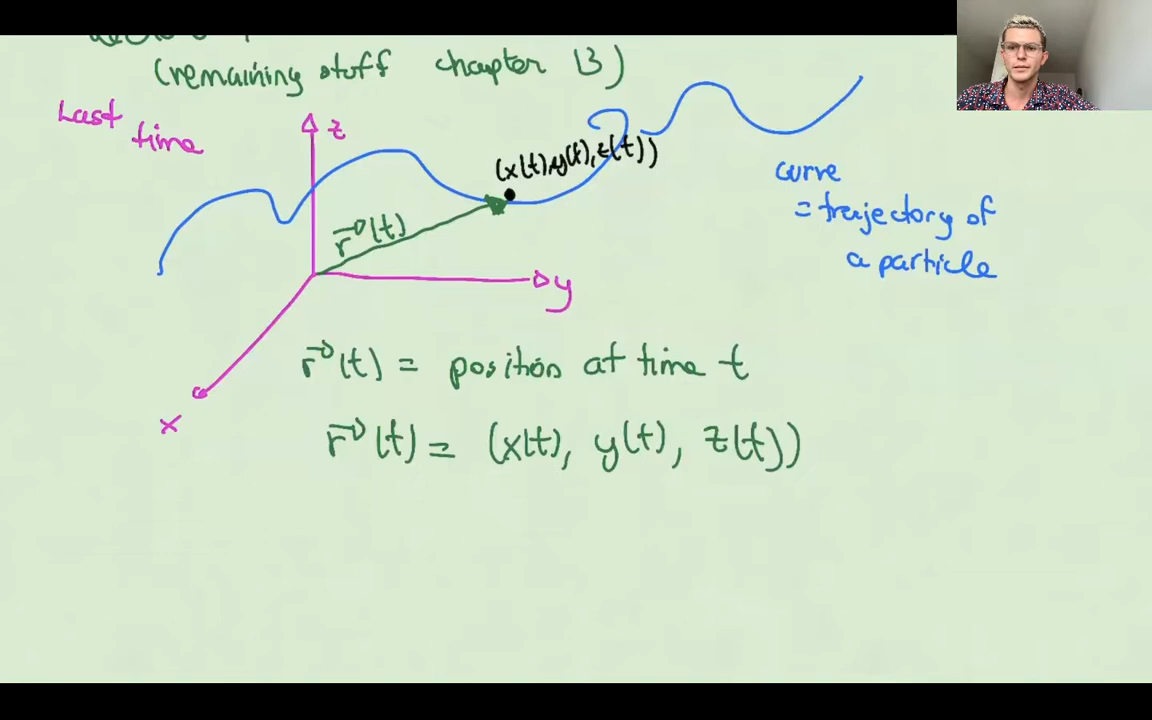 (remaining stuff chapter 13)
Last
time
z
(x(t),y(t),z(t))
r(t)
curve
= trajectory of
a particle
y
x
r(t) = position at time t
r(t) = (x(t), y(t), z(t))